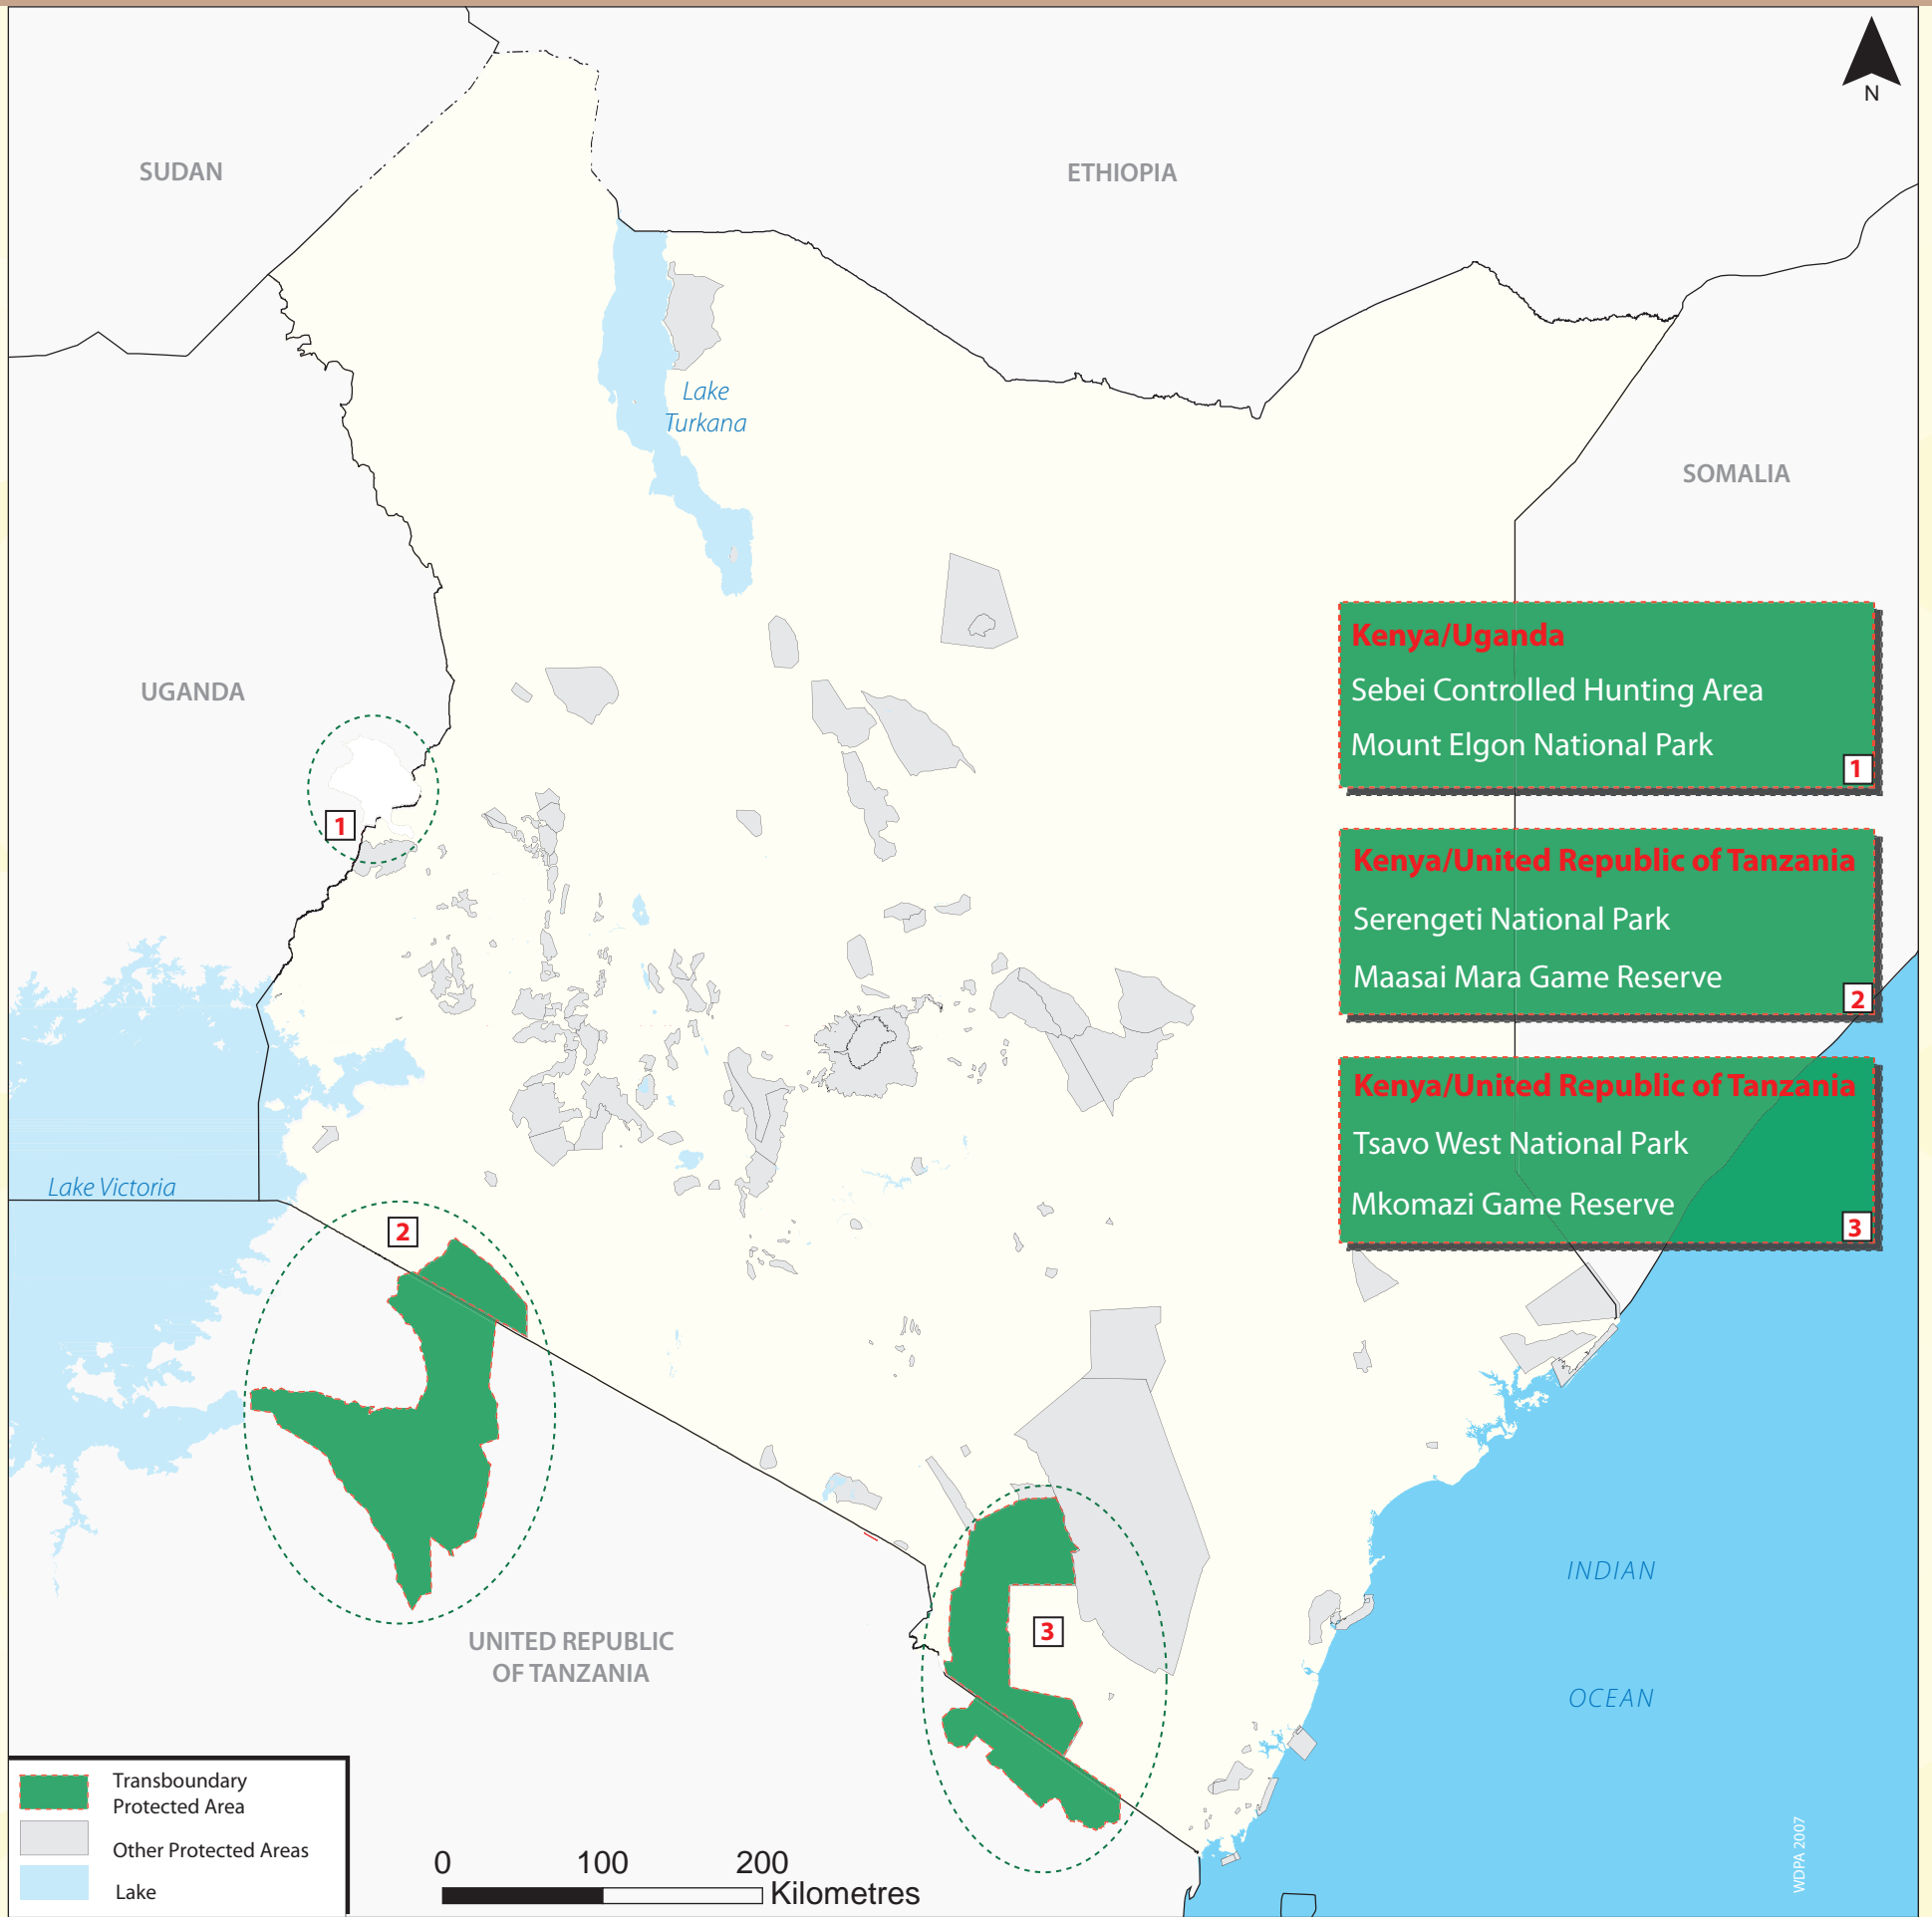 N
SUDAN
ETHIOPIA
Lake
Turkana
SOMALIA
UGANDA
Kenya/Uganda
Sebei Controlled Hunting Area
Mount Elgon National Park
1
1
Kenya/United Republic of Tanzania
Serengeti National Park
Maasai Mara Game Reserve
2
Kenya/United Republic of Tanzania
Tsavo West National Park
Mkomazi Game Reserve
3
Lake Victoria
2
INDIAN
OCEAN
3
UNITED REPUBLIC
OF TANZANIA
Transboundary
Protected Area
Other Protected Areas
Lake
0 100 200
Kilometres
WDPA 2007